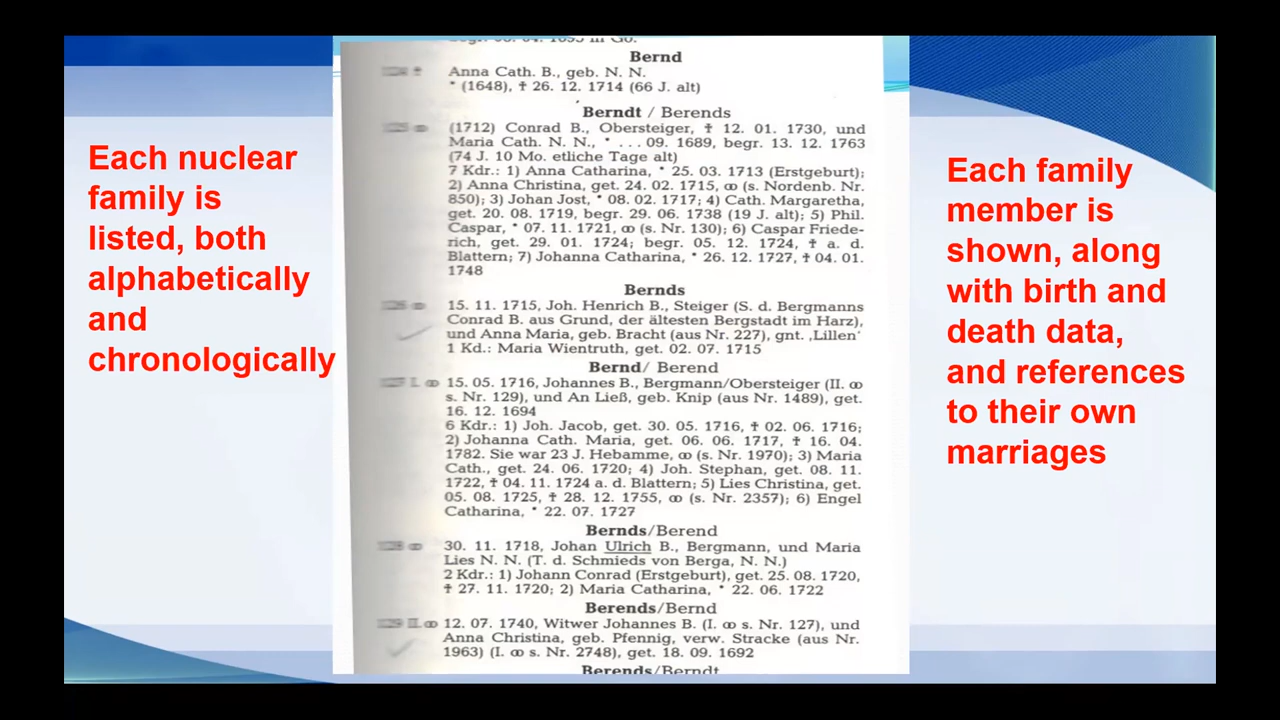 Each nuclear
family is
listed, both
alphabetically
and
chronologically
Bernd
Anna Cath. B., geb. N. N.
* (1648), † 26. 12. 1714 (66 J. alt)
Berndt / Berends
(1712) Conrad B., Obersteiger, † 12. 01. 1730, und
Maria Cath. N. N., * . . . 09. 1689, begr. 13. 12. 1763
(74 J. 10 Mo. etliche Tage alt)
7 Kdr.: 1) Anna Catharina, * 25. 03. 1713 (Erstgeburt);
2) Anna Christina, get. 24. 02. 1715, ⚭ (s. Nordenb. Nr.
850); 3) Johan Jost, * 08. 02. 1717; 4) Cath. Margaretha,
get. 20. 08. 1719, begr. 29. 06. 1738 (19 J. alt); 5) Phil.
Caspar, * 07. 11. 1721, ⚭ (s. Nr. 130); 6) Caspar Friede-
rich, get. 29. 01. 1724; begr. 05. 12. 1724, † a. d.
Blattern; 7) Johanna Catharina, * 26. 12. 1727, † 04. 01.
1748
Bernds
126 ⚭ 15. 11. 1715, Joh. Henrich B., Steiger (S. d. Bergmanns
Conrad B. aus Grund, der ältesten Bergstadt im Harz),
und Anna Maria, geb. Bracht (aus Nr. 227), gnt. ‚Lillen‘
1 Kd.: Maria Wientruth, get. 02. 07. 1715
Bernd/ Berend
127 I. ⚭ 15. 05. 1716, Johannes B., Bergmann/Obersteiger (II. ⚭
s. Nr. 129), und An Ließ, geb. Knip (aus Nr. 1489), get.
16. 12. 1694
6 Kdr.: 1) Joh. Jacob, get. 30. 05. 1716, † 02. 06. 1716;
2) Johanna Cath. Maria, get. 06. 06. 1717, † 16. 04.
1782. Sie war 23 J. Hebamme, ⚭ (s. Nr. 1970); 3) Maria
Cath., get. 24. 06. 1720; 4) Joh. Stephan, get. 08. 11.
1722, † 04. 11. 1724 a. d. Blattern; 5) Lies Christina, get.
05. 08. 1725, † 28. 12. 1755, ⚭ (s. Nr. 2357); 6) Engel
Catharina, * 22. 07. 1727
Bernds/Berend
128 ⚭ 30. 11. 1718, Johan Ulrich B., Bergmann, und Maria
Lies N. N. (T. d. Schmieds von Berga, N. N.)
2 Kdr.: 1) Johann Conrad (Erstgeburt), get. 25. 08. 1720,
† 27. 11. 1720; 2) Maria Catharina, * 22. 06. 1722
Berends/Bernd
129 II. ⚭ 12. 07. 1740, Witwer Johannes B. (I. ⚭ s. Nr. 127), und
Anna Christina, geb. Pfennig, verw. Stracke (aus Nr.
1963) (I. ⚭ s. Nr. 2748), get. 18. 09. 1692
Berends/Berndt
Each family
member is
shown, along
with birth and
death data,
and references
to their own
marriages